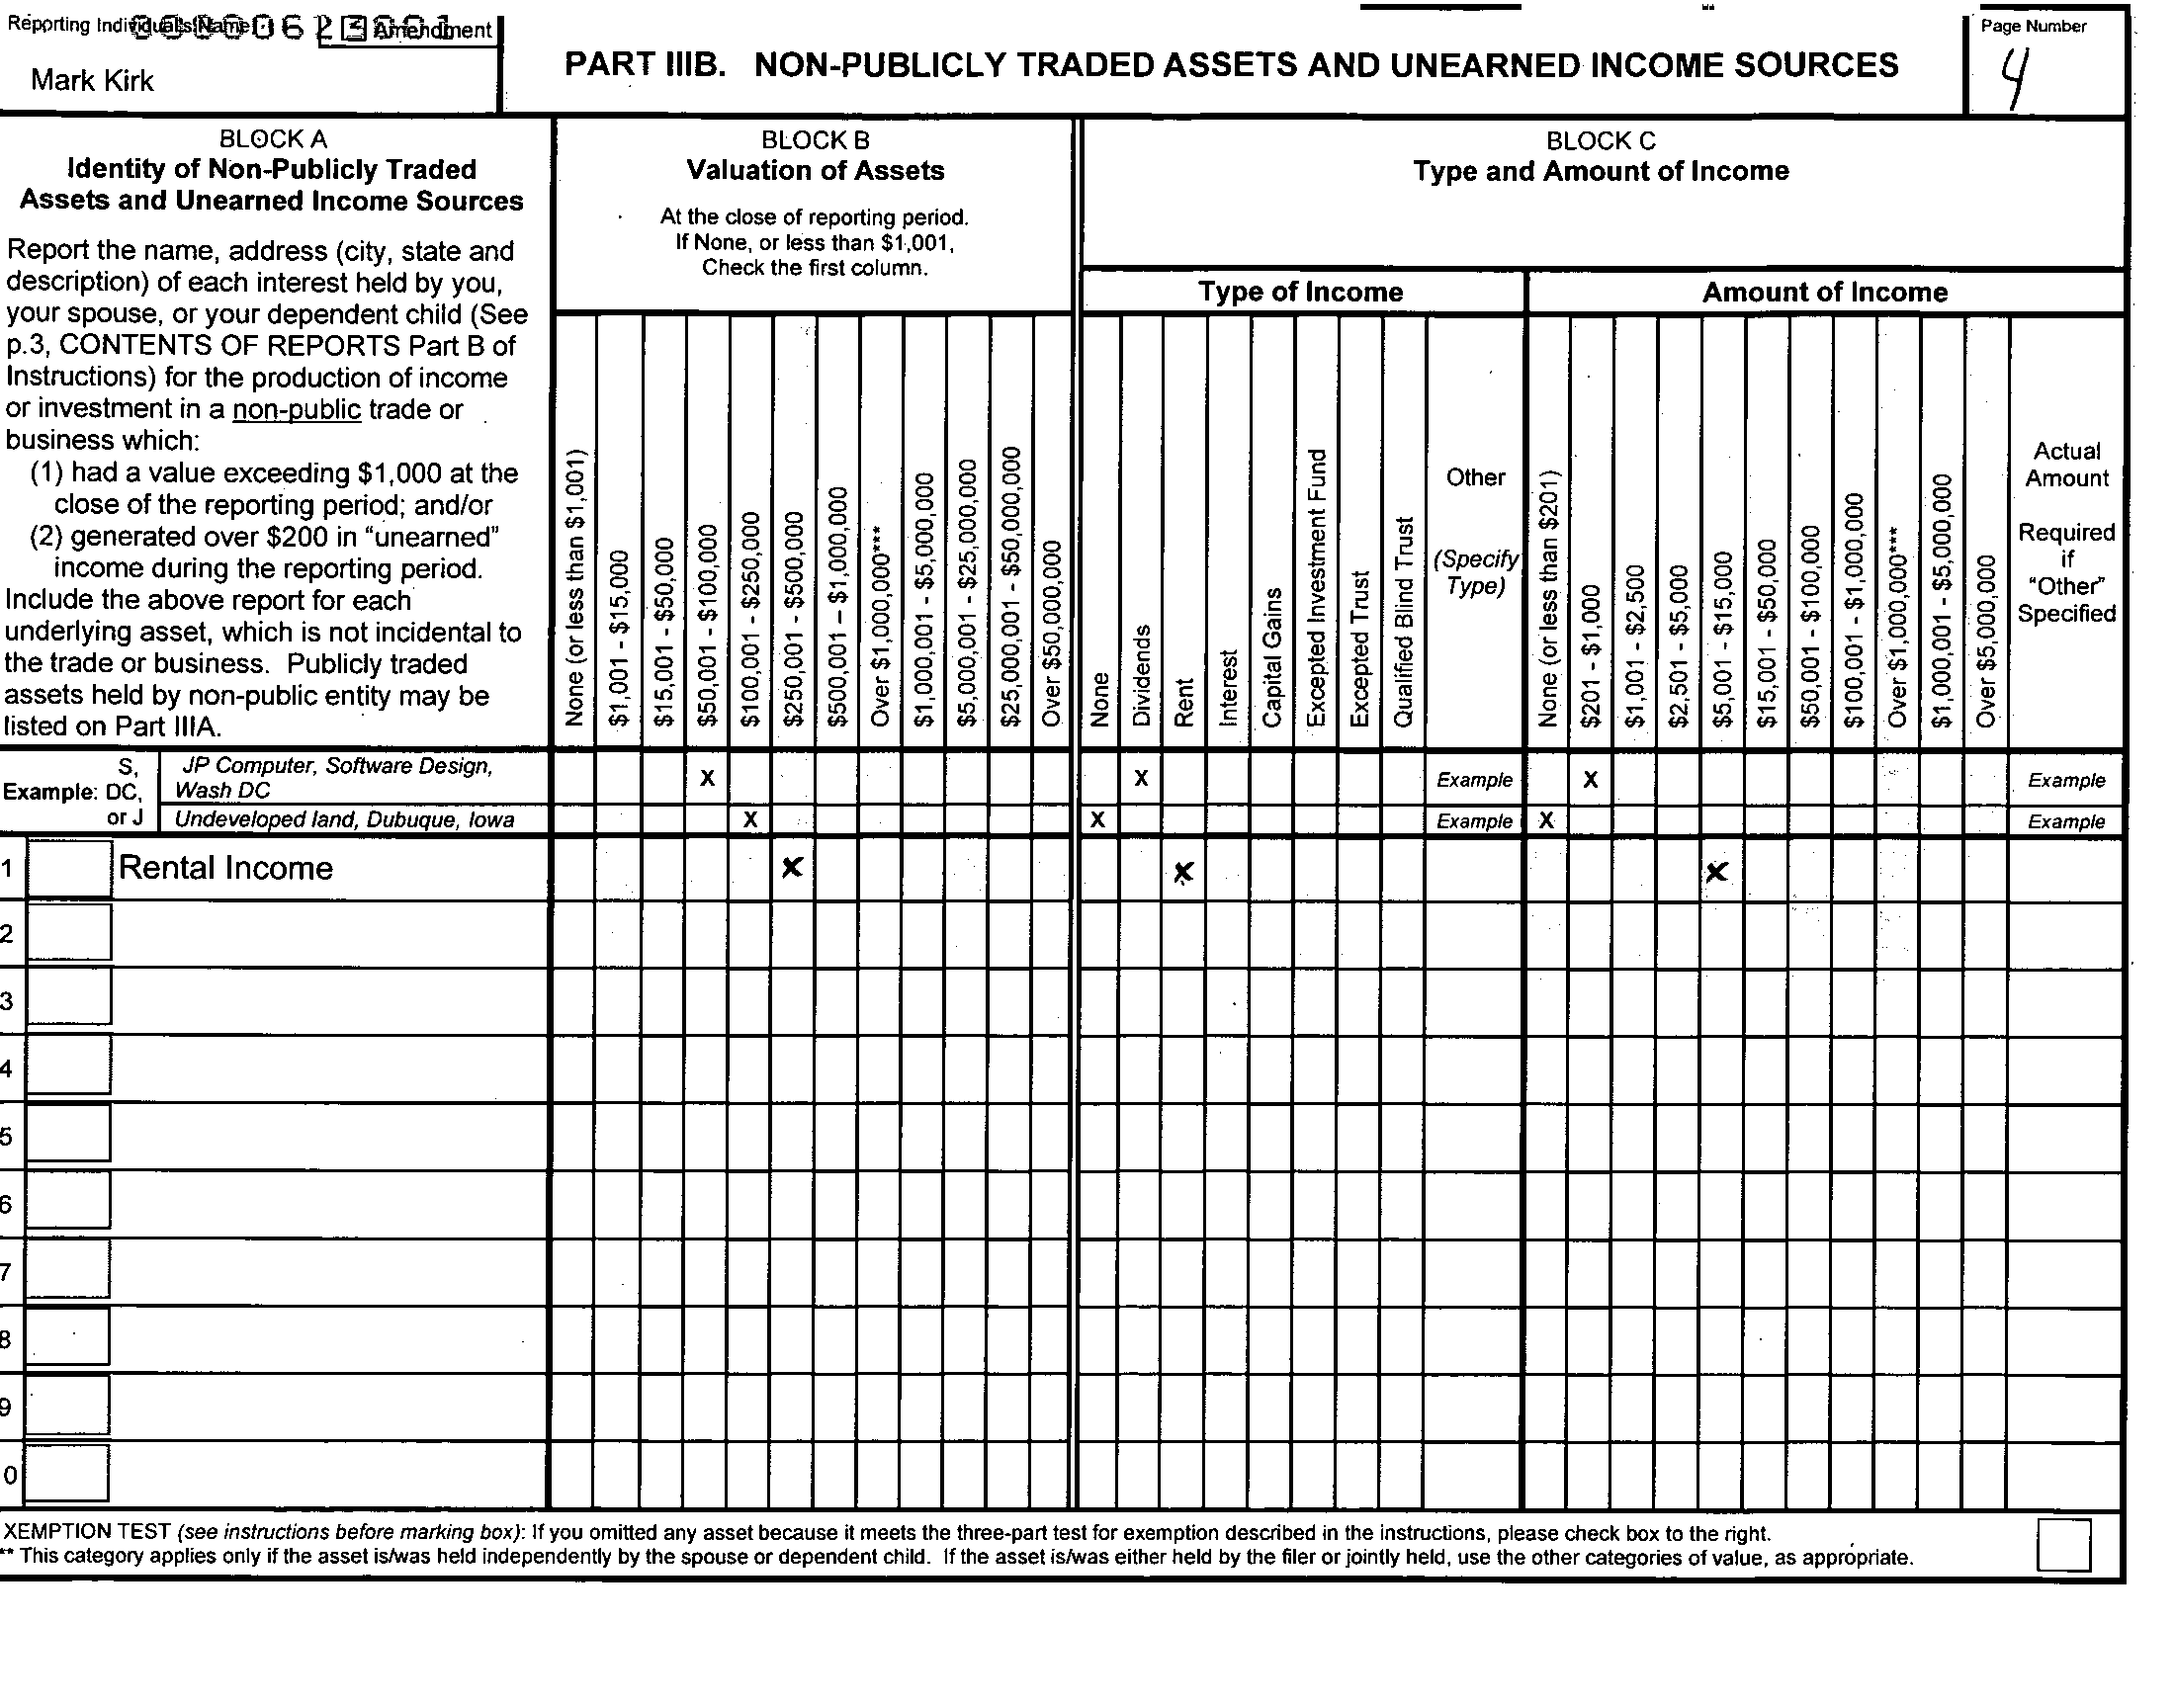 Reporting Individual's Name
000006 2
Amendment
Mark Kirk
PART IIIB. NON-PUBLICLY TRADED ASSETS AND UNEARNED INCOME SOURCES
Page Number
4
BLOCK A
Identity of Non-Publicly Traded
Assets and Unearned Income Sources
Report the name, address (city, state and
description) of each interest held by you,
your spouse, or your dependent child (See
p.3, CONTENTS OF REPORTS Part B of
Instructions) for the production of income
or investment in a non-public trade or
business which:
(1) had a value exceeding $1,000 at the
close of the reporting period; and/or
(2) generated over $200 in “unearned”
income during the reporting period.
Include the above report for each
underlying asset, which is not incidental to
the trade or business. Publicly traded
assets held by non-public entity may be
listed on Part IIIA.
BLOCK B
Valuation of Assets
At the close of reporting period.
If None, or less than $1,001,
Check the first column.
None (or less than $1,001)
$1,001 - $15,000
$15,001 - $50,000
$50,001 - $100,000
$100,001 - $250,000
$250,001 - $500,000
$500,001 – $1,000,000
Over $1,000,000***
$1,000,001 - $5,000,000
$5,000,001 - $25,000,000
$25,000,001 - $50,000,000
Over $50,000,000
BLOCK C
Type and Amount of Income
Type of Income
None
Dividends
Rent
Interest
Capital Gains
Excepted Investment Fund
Excepted Trust
Qualified Blind Trust
Other
(Specify
Type)
Amount of Income
None (or less than $201)
$201 - $1,000
$1,001 - $2,500
$2,501 - $5,000
$5,001 - $15,000
$15,001 - $50,000
$50,001 - $100,000
$100,001 - $1,000,000
Over $1,000,000***
$1,000,001 - $5,000,000
Over $5,000,000
Actual
Amount
Required
if
“Other”
Specified
Example:
S,
DC,
or J
JP Computer, Software Design,
Wash DC
X X Example X Example
Undeveloped land, Dubuque, Iowa X X Example X Example
1 Rental Income x x x
2
3
4
5
6
7
8
9
0
XEMPTION TEST (see instructions before marking box): If you omitted any asset because it meets the three-part test for exemption described in the instructions, please check box to the right.
** This category applies only if the asset is/was held independently by the spouse or dependent child. If the asset is/was either held by the filer or jointly held, use the other categories of value, as appropriate.